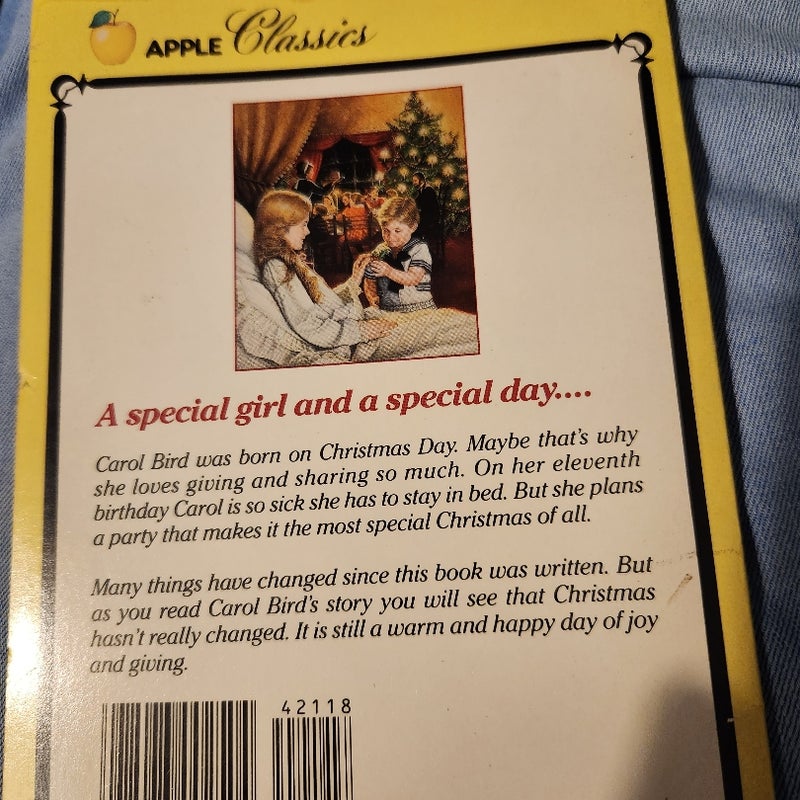 APPLE Classics
A special girl and a special day....
Carol Bird was born on Christmas Day. Maybe that's why
she loves giving and sharing so much. On her eleventh
birthday Carol is so sick she has to stay in bed. But she plans
a party that makes it the most special Christmas of all.
Many things have changed since this book was written. But
as you read Carol Bird's story you will see that Christmas
hasn't really changed. It is still a warm and happy day of joy
and giving.
42118